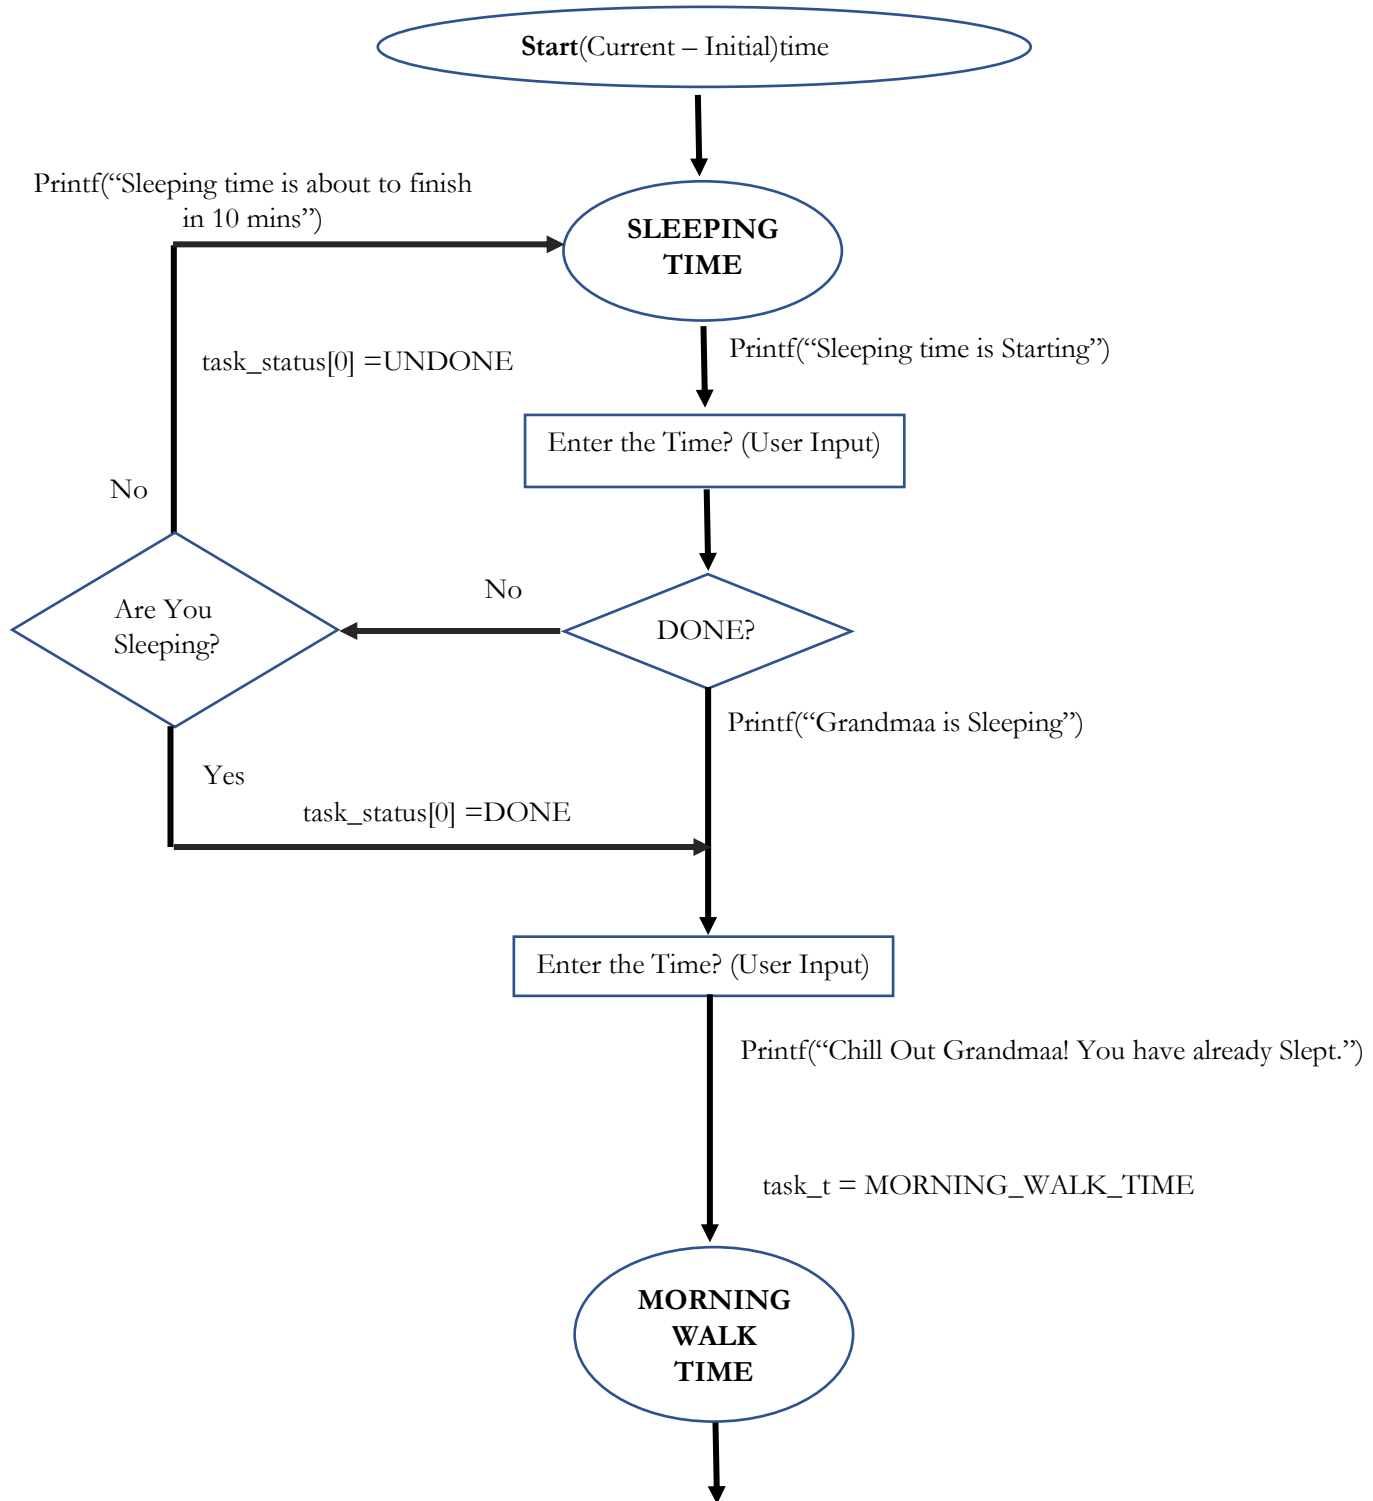 Start(Current – Initial)time
Printf(“Sleeping time is about to finish
in 10 mins”)
SLEEPING
TIME
Printf(“Sleeping time is Starting”)
task_status[0] =UNDONE
Enter the Time? (User Input)
No
No
Are You
Sleeping?
DONE?
Printf(“Grandmaa is Sleeping”)
Yes
task_status[0] =DONE
Enter the Time? (User Input)
Printf(“Chill Out Grandmaa! You have already Slept.”)
task_t = MORNING_WALK_TIME
MORNING
WALK
TIME